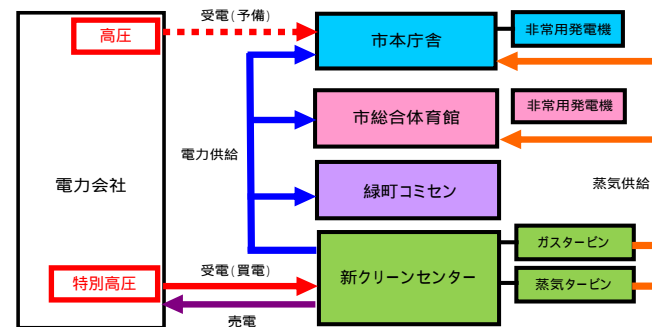 受電(予備)
高圧
市本庁舎
非常用発電機
市総合体育館
非常用発電機
電力供給
電力会社
緑町コミセン
蒸気供給
ガスタービン
受電(買電)
特別高圧
新クリーンセンター
蒸気タービン
売電